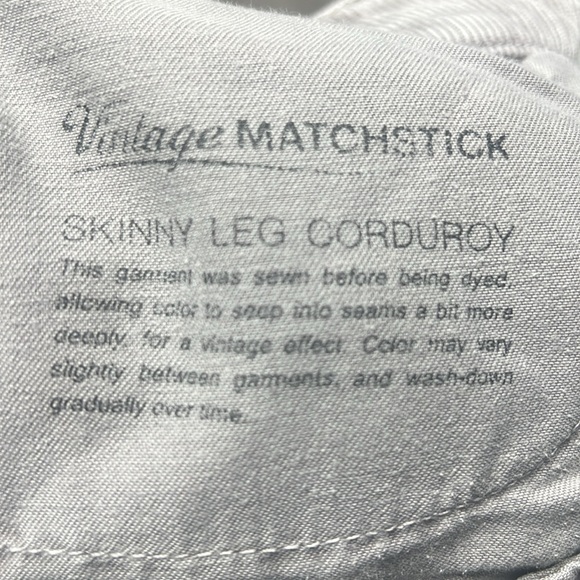 Vintage MATCHSTICK
SKINNY LEG CORDUROY
This garment was sewn before being dyed,
allowing color to seep into seams a bit more
deeply, for a vintage effect. Color may vary
slightly between garments, and wash-down
gradually over time.